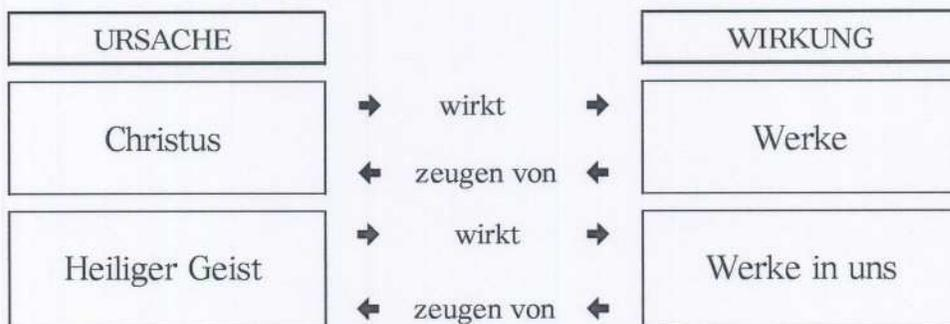 URSACHE WIRKUNG
wirkt
Christus Werke
zeugen von
wirkt
Heiliger Geist Werke in uns
zeugen von